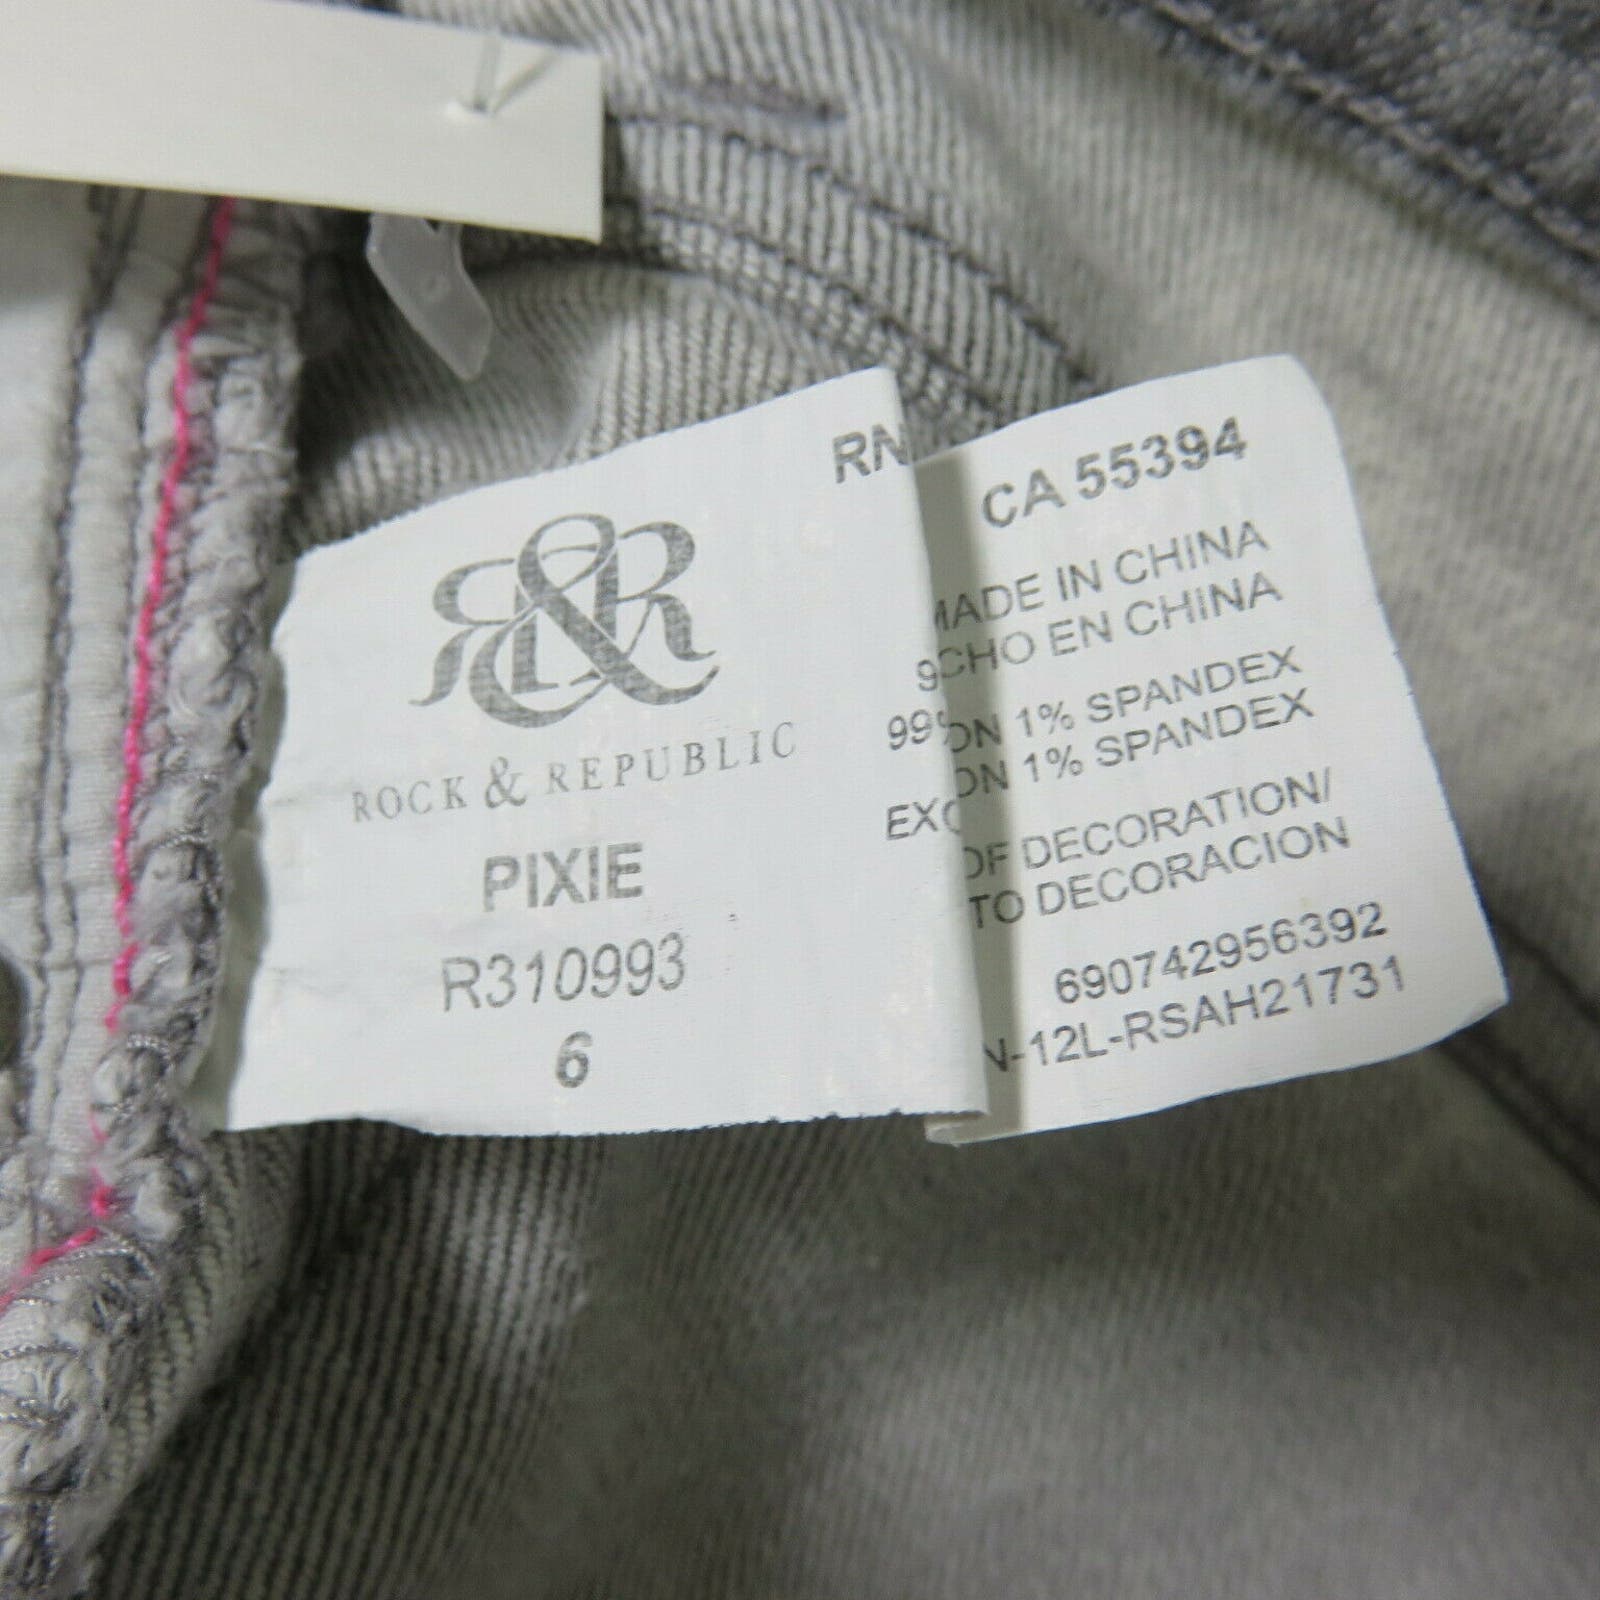 R&R
ROCK & REPUBLIC
PIXIE
R310993
6
RN
CA 55394
MADE IN CHINA
CHO EN CHINA
ON 1% SPANDEX
99% ON 1% SPANDEX
OF DECORATION/
TO DECORACION
690742956392
N-12L-RSAH21731